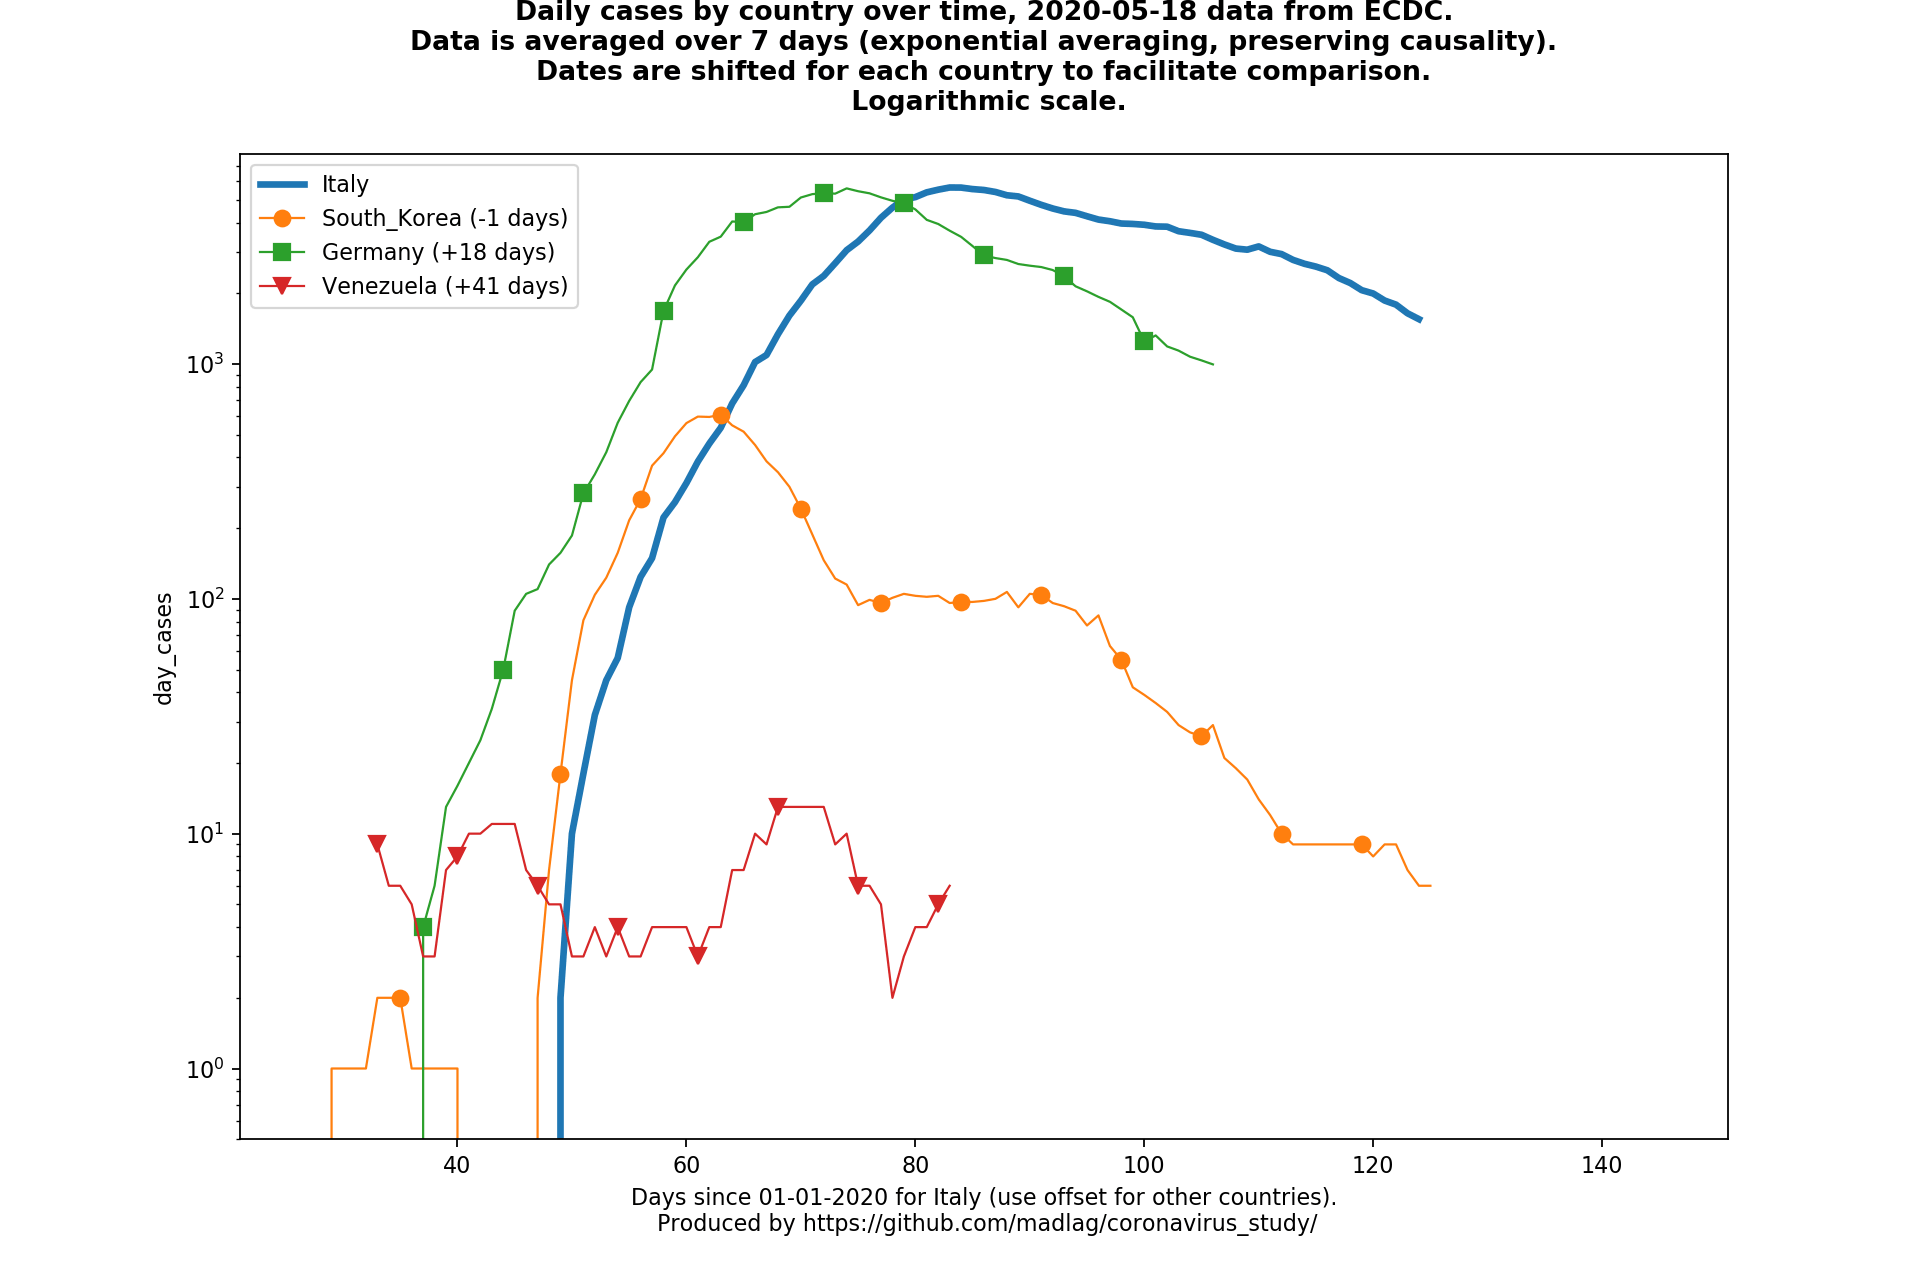 Daily cases by country over time, 2020-05-18 data from ECDC.
Data is averaged over 7 days (exponential averaging, preserving causality).
Dates are shifted for each country to facilitate comparison.
Logarithmic scale.
Italy
South_Korea (-1 days)
Germany (+18 days)
Venezuela (+41 days)
day_cases
10³
10²
10¹
10⁰
40 60 80 100 120 140
Days since 01-01-2020 for Italy (use offset for other countries).
Produced by https://github.com/madlag/coronavirus_study/